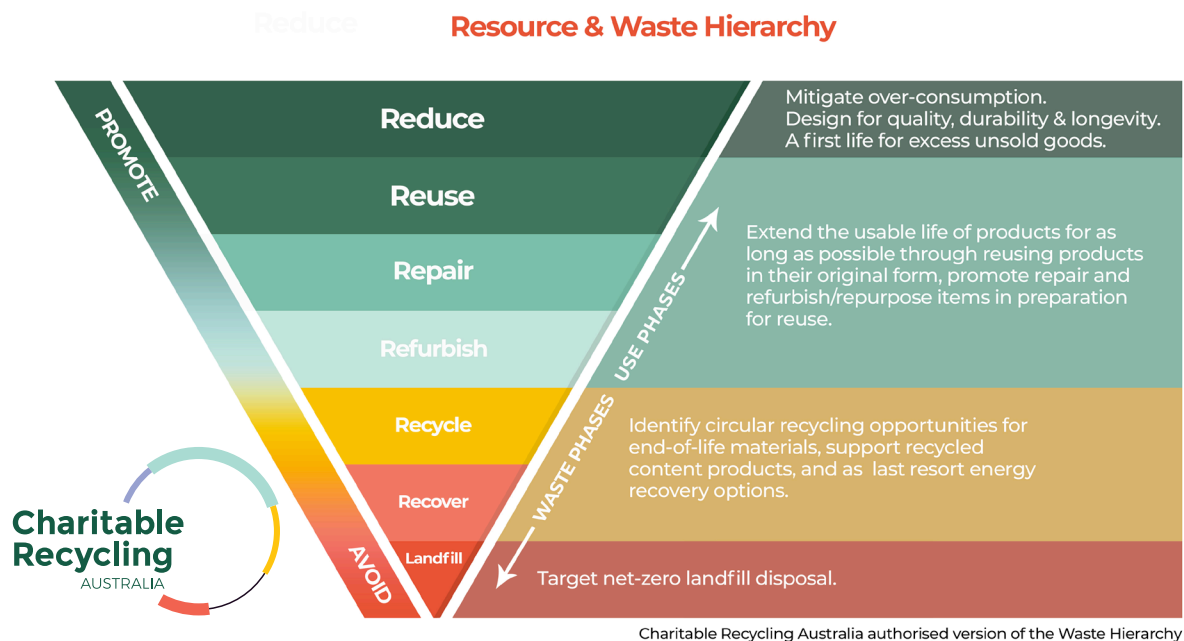 Reduce
Resource & Waste Hierarchy
PROMOTE
AVOID
Reduce
Reuse
Repair
Refurbish
Recycle
Recover
Landfill
USE PHASES
WASTE PHASES
Mitigate over-consumption.
Design for quality, durability & longevity.
A first life for excess unsold goods.
Extend the usable life of products for as
long as possible through reusing products
in their original form, promote repair and
refurbish/repurpose items in preparation
for reuse.
Identify circular recycling opportunities for
end-of-life materials, support recycled
content products, and as last resort energy
recovery options.
Target net-zero landfill disposal.
Charitable
Recycling
AUSTRALIA
Charitable Recycling Australia authorised version of the Waste Hierarchy